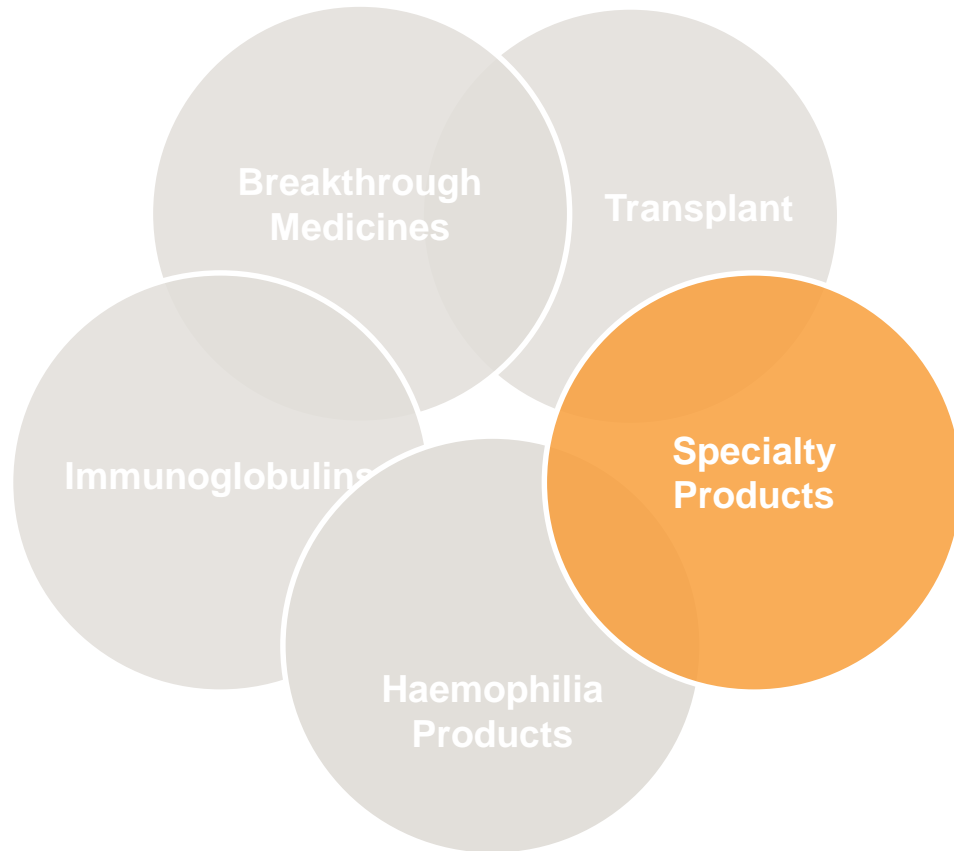 Breakthrough
Medicines
Transplant
Specialty
Products
Immunoglobulins
Haemophilia
Products